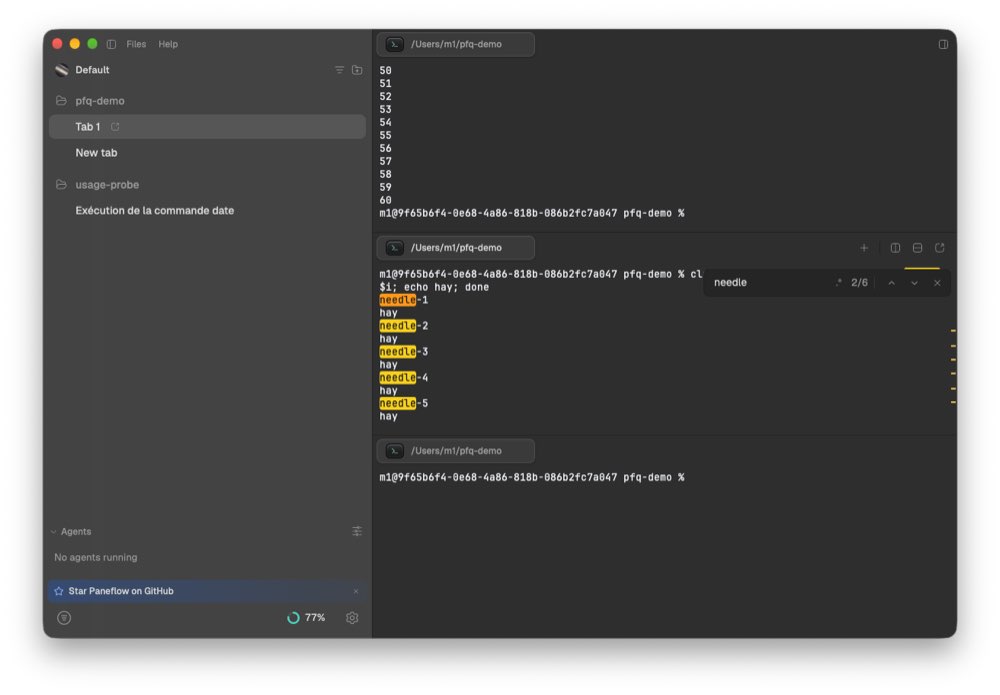 Files Help
Default
pfq-demo
Tab 1
New tab
usage-probe
Exécution de la commande date
Agents
No agents running
Star Paneflow on GitHub
77%
/Users/m1/pfq-demo
50
51
52
53
54
55
56
57
58
59
60
m1@9f65b6f4-0e68-4a86-818b-086b2fc7a047 pfq-demo %
/Users/m1/pfq-demo
m1@9f65b6f4-0e68-4a86-818b-086b2fc7a047 pfq-demo % cl
needle .* 2/6
$i; echo hay; done
needle-1
hay
needle-2
hay
needle-3
hay
needle-4
hay
needle-5
hay
/Users/m1/pfq-demo
m1@9f65b6f4-0e68-4a86-818b-086b2fc7a047 pfq-demo %